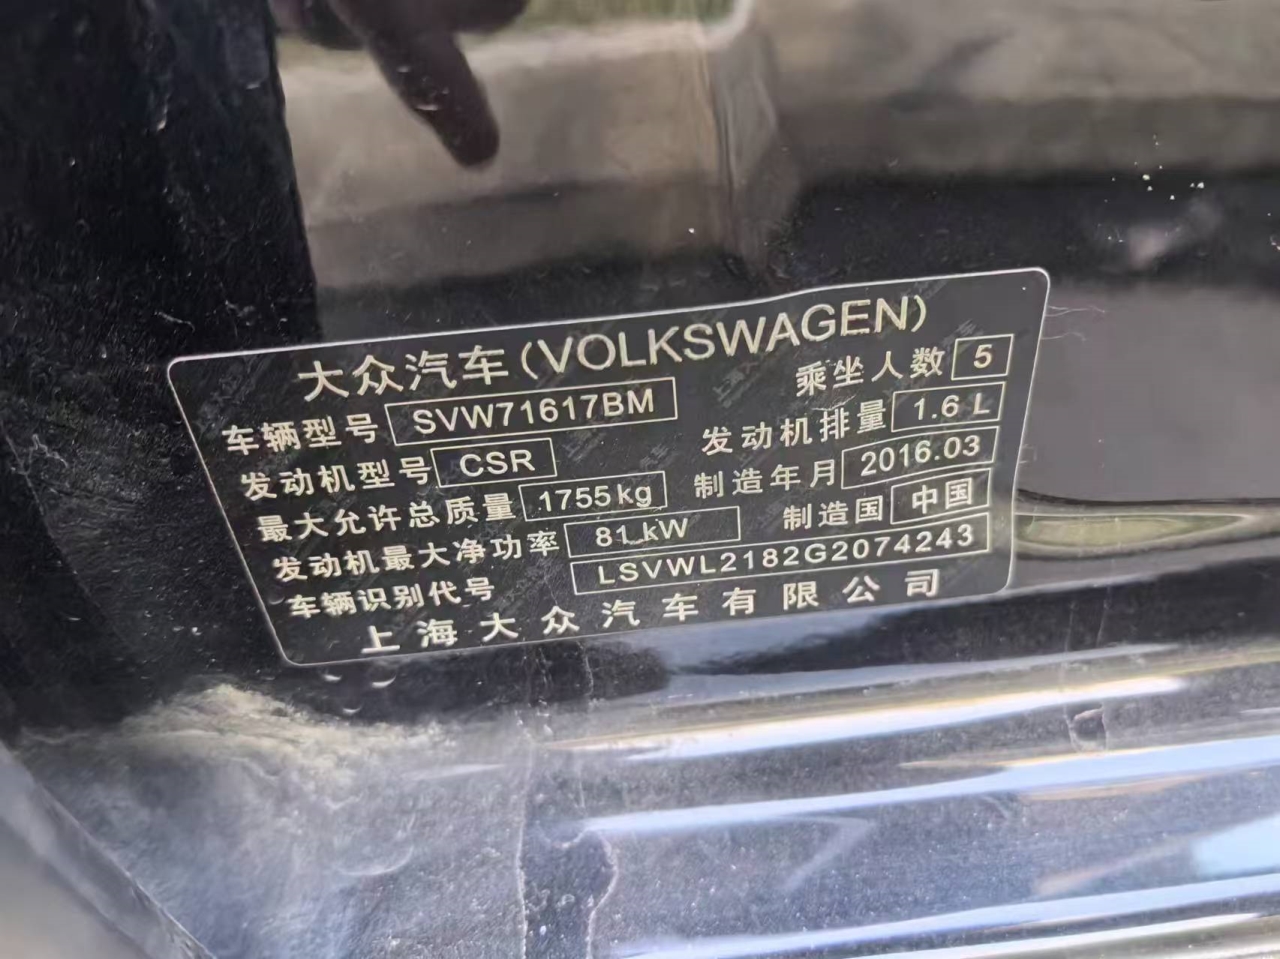 大众汽车(VOLKSWAGEN)
车辆型号 SVW71617BM 乘坐人数 5
发动机型号 CSR 发动机排量 1.6 L
最大允许总质量 1755kg 制造年月 2016.03
发动机最大净功率 81 kW 制造国 中国
车辆识别代号 LSVWL2182G2074243
上海大众汽车有限公司